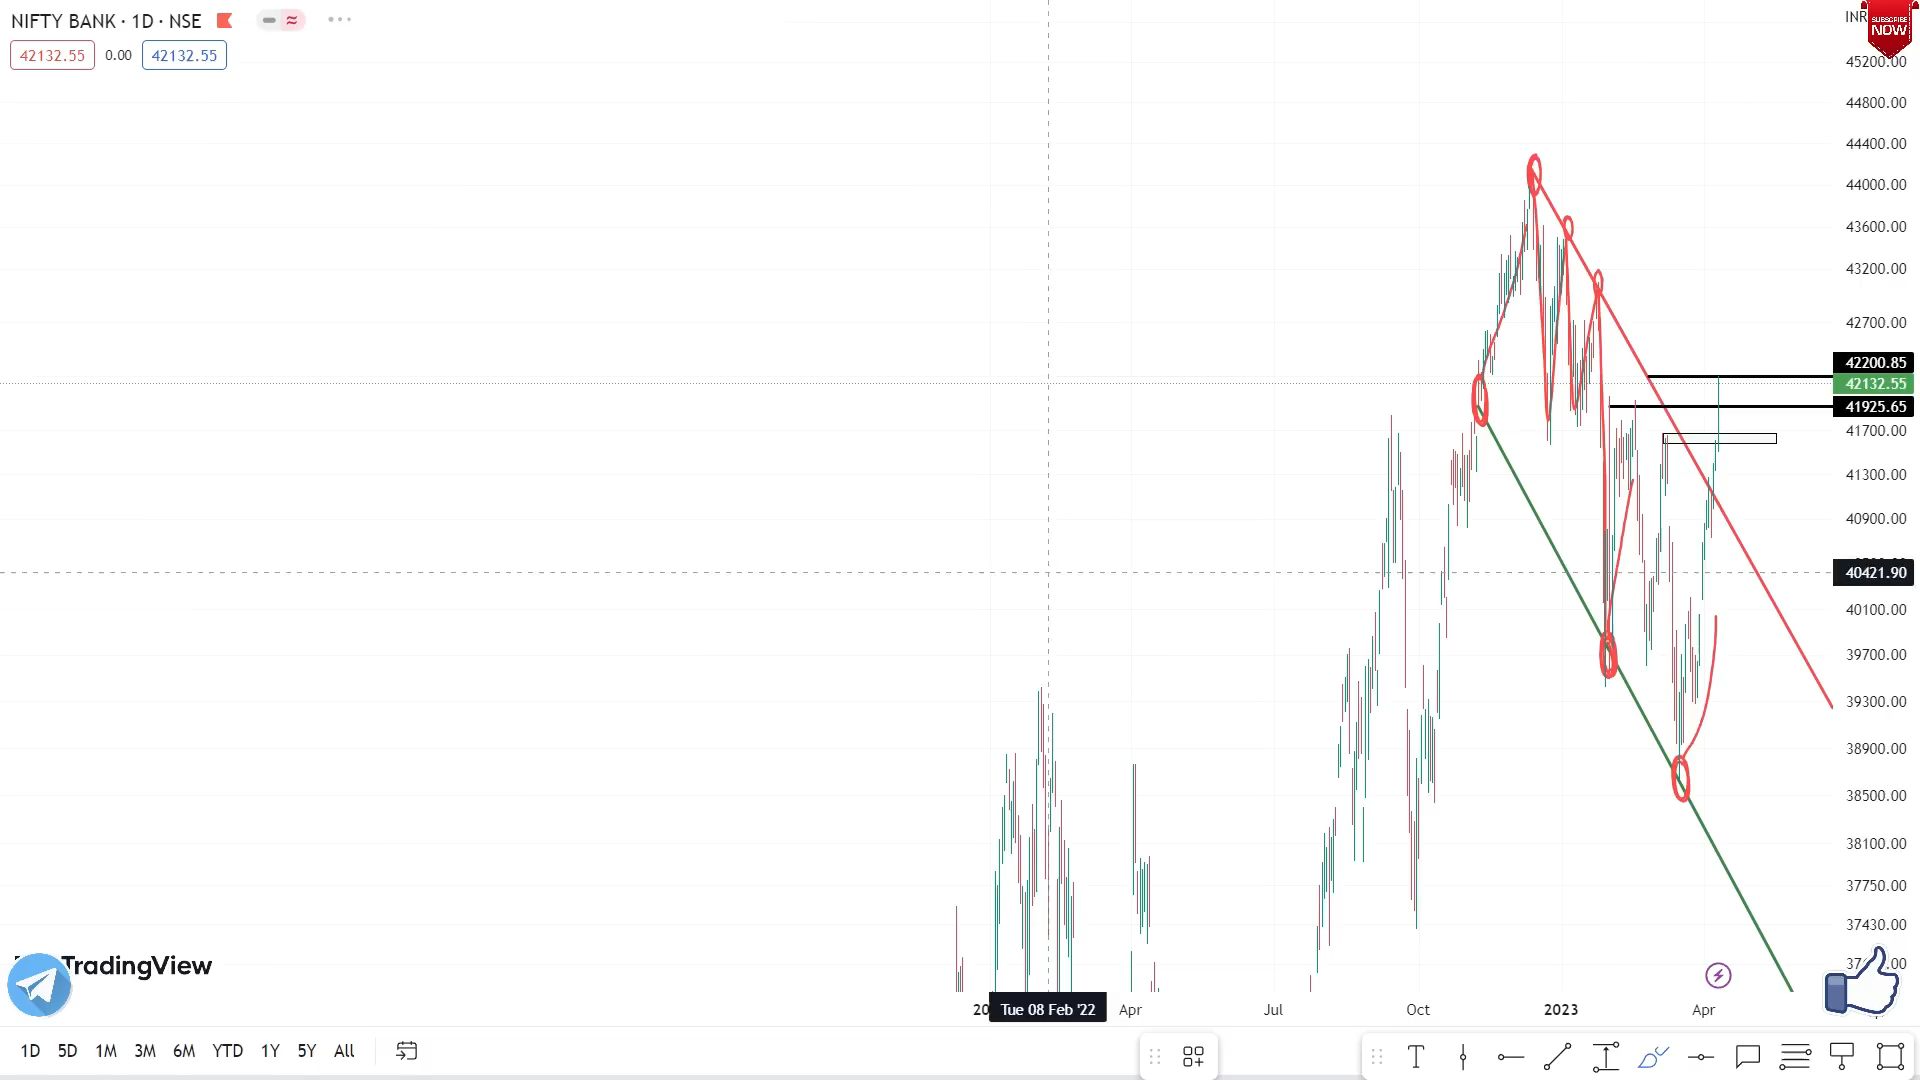 NIFTY BANK · 1D · NSE
42132.55 0.00 42132.55
INR
SUBSCRIBE
NOW
45200.00
44800.00
44400.00
44000.00
43600.00
43200.00
42700.00
42200.85
42132.55
41925.65
41700.00
41300.00
40900.00
40421.90
40100.00
39700.00
39300.00
38900.00
38500.00
38100.00
37750.00
37430.00
TradingView
Tue 08 Feb '22 Apr Jul Oct 2023 Apr
1D 5D 1M 3M 6M YTD 1Y 5Y All